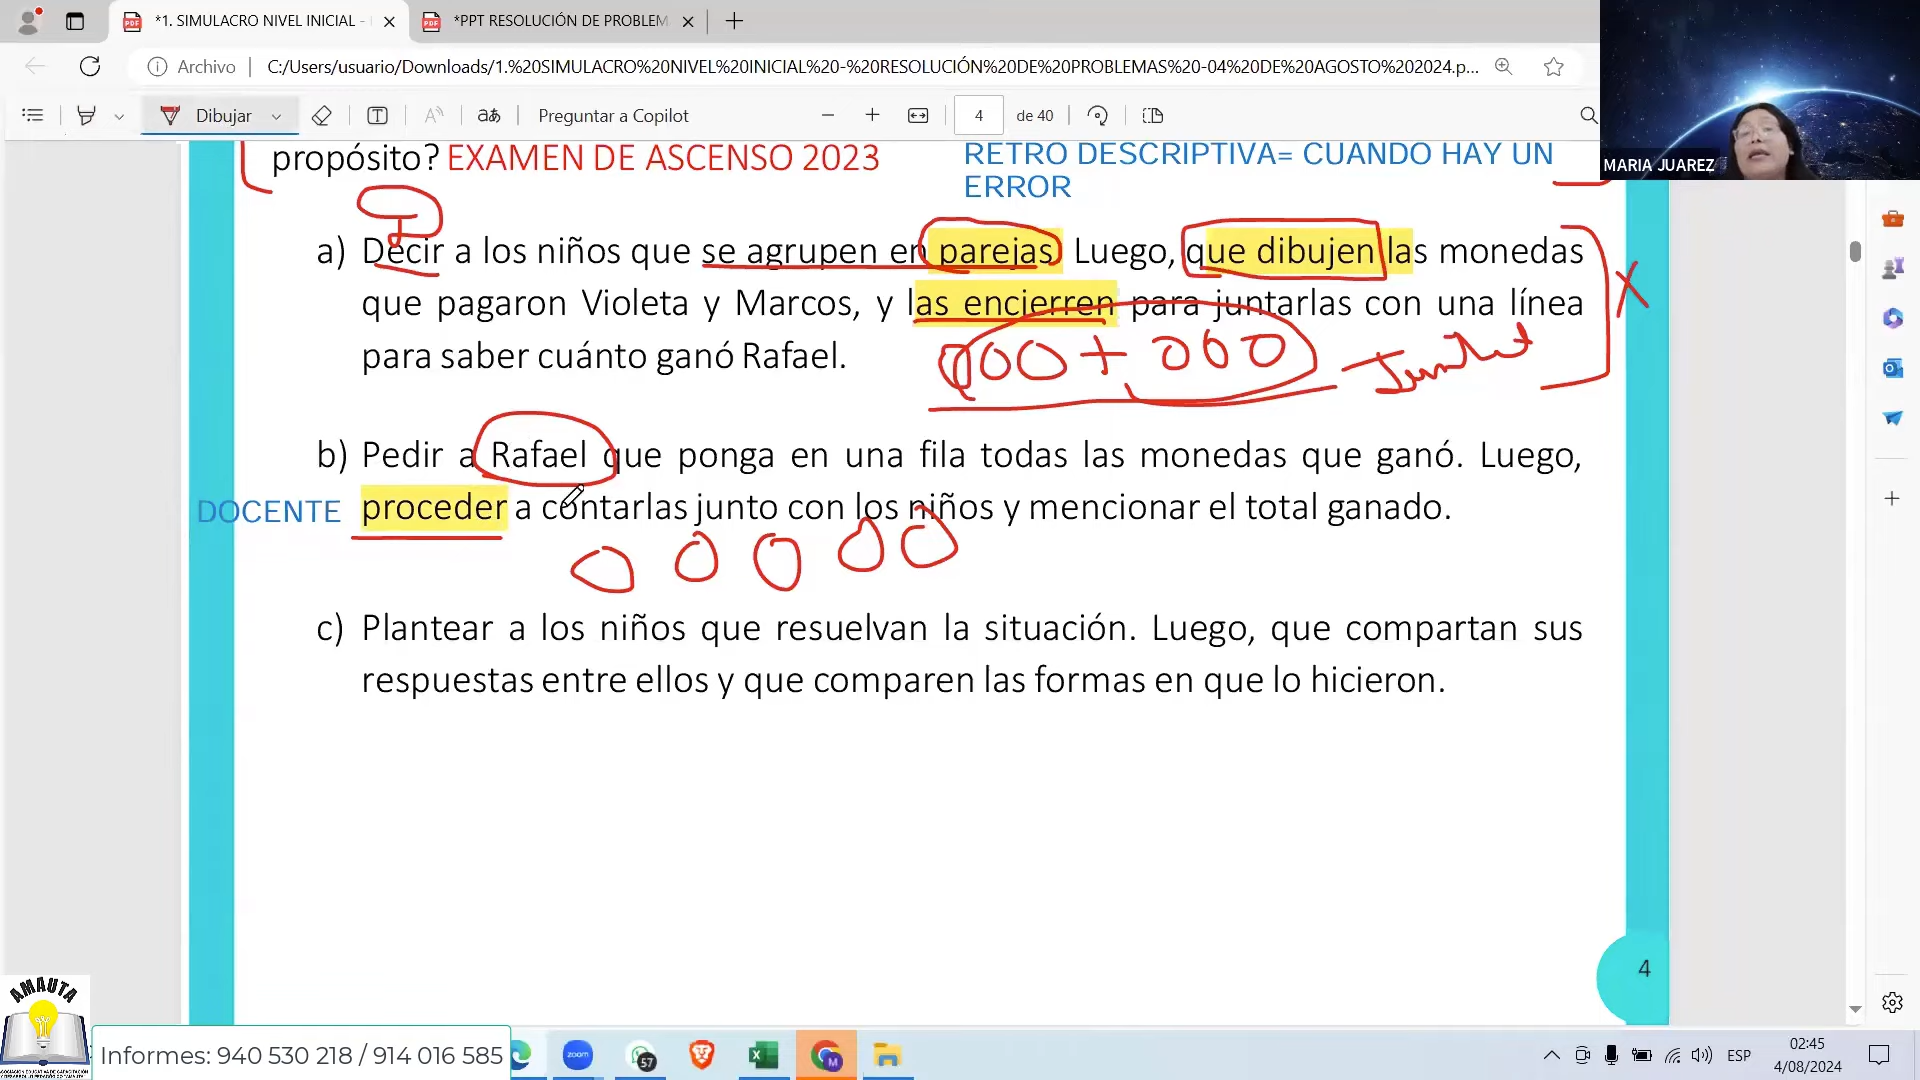 *1. SIMULACRO NIVEL INICIAL -
*PPT RESOLUCIÓN DE PROBLEM
Archivo
C:/Users/usuario/Downloads/1.%20SIMULACRO%20NIVEL%20INICIAL%20-%20RESOLUCIÓN%20DE%20PROBLEMAS%20-04%20DE%20AGOSTO%202024.p...
Dibujar
Preguntar a Copilot
4 de 40
MARIA JUAREZ
propósito? EXAMEN DE ASCENSO 2023
RETRO DESCRIPTIVA= CUANDO HAY UN
ERROR
a) Decir a los niños que se agrupen en parejas. Luego, que dibujen las monedas
que pagaron Violeta y Marcos, y las encierren para juntarlas con una línea
para saber cuánto ganó Rafael.
b) Pedir a Rafael que ponga en una fila todas las monedas que ganó. Luego,
DOCENTE proceder a contarlas junto con los niños y mencionar el total ganado.
c) Plantear a los niños que resuelvan la situación. Luego, que compartan sus
respuestas entre ellos y que comparen las formas en que lo hicieron.
4
AMAUTA
Informes: 940 530 218 / 914 016 585
zoom
57
ESP
02:45
4/08/2024